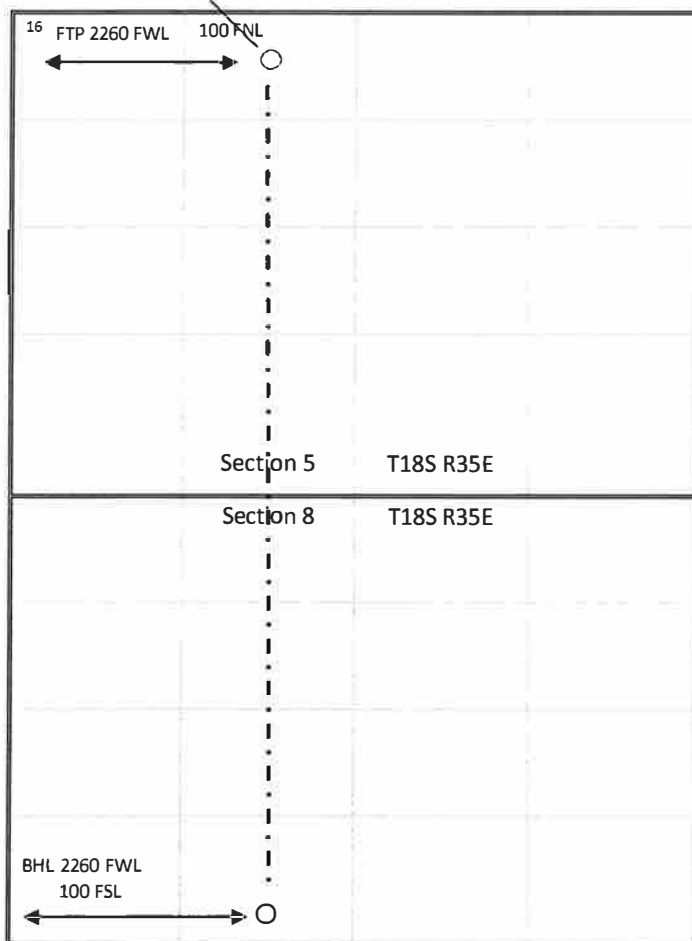 16 FTP 2260 FWL 100 FNL
Section 5 T18S R35E
Section 8 T18S R35E
BHL 2260 FWL
100 FSL